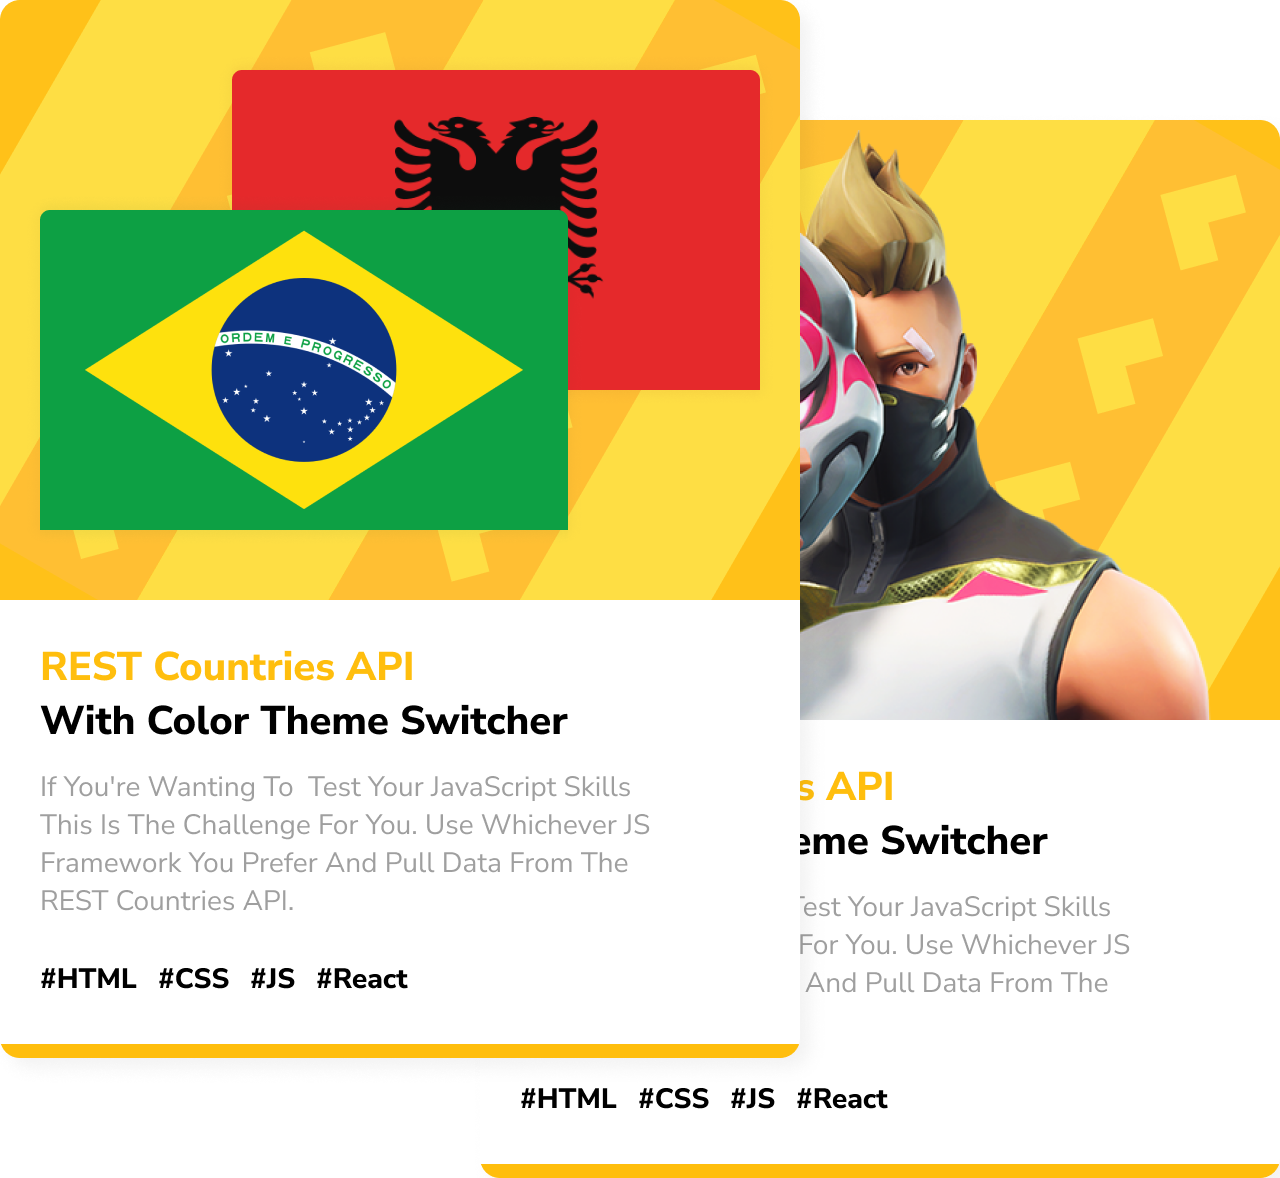 ORDEM E PROGRESSO
REST Countries API
With Color Theme Switcher
If You're Wanting To  Test Your JavaScript Skills
This Is The Challenge For You. Use Whichever JS
Framework You Prefer And Pull Data From The
REST Countries API.
#HTML #CSS #JS #React
s API
eme Switcher
Test Your JavaScript Skills
For You. Use Whichever JS
And Pull Data From The
#HTML #CSS #JS #React